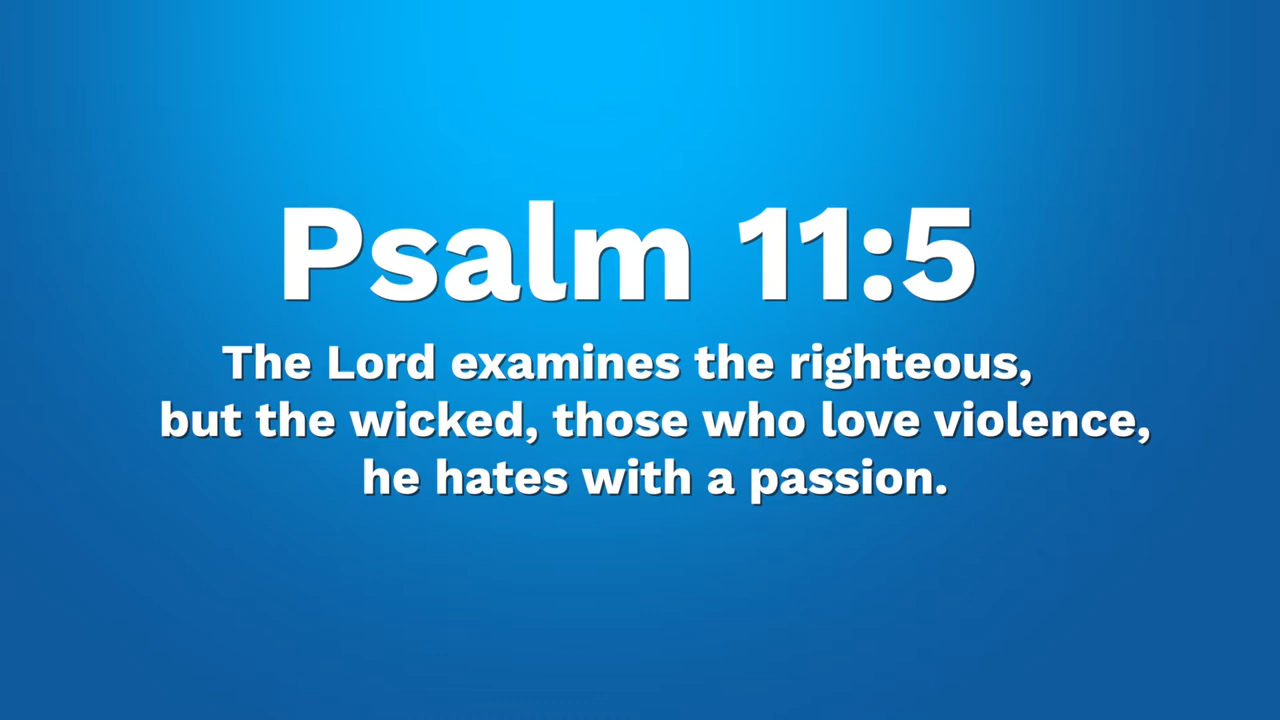 Psalm 11:5
The Lord examines the righteous,
but the wicked, those who love violence,
he hates with a passion.